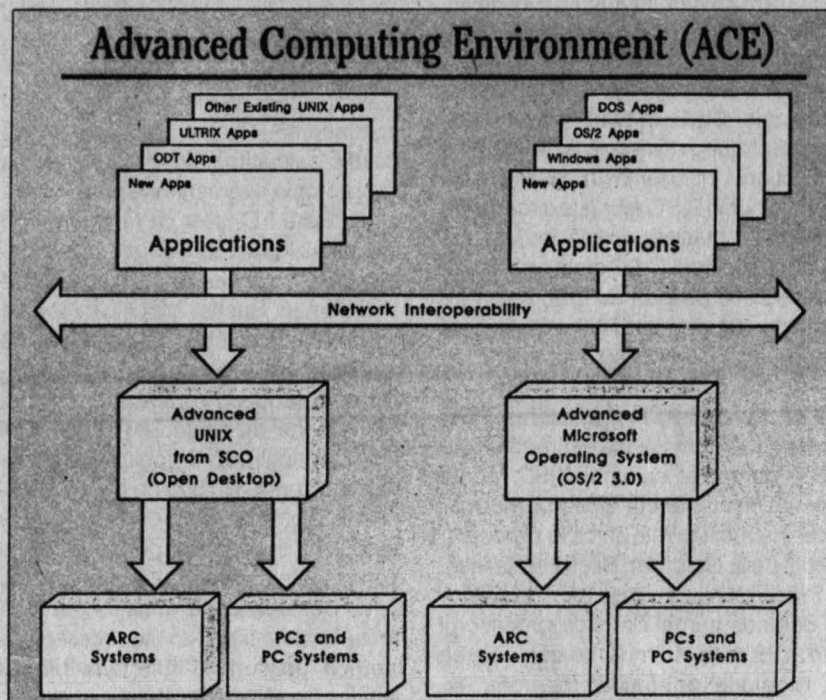 Advanced Computing Environment (ACE)
Other Existing UNIX Apps
ULTRIX Apps
ODT Apps
New Apps
Applications
DOS Apps
OS/2 Apps
Windows Apps
New Apps
Applications
Network Interoperability
Advanced
UNIX
from SCO
(Open Desktop)
Advanced
Microsoft
Operating System
(OS/2 3.0)
ARC
Systems
PCs and
PC Systems
ARC
Systems
PCs and
PC Systems